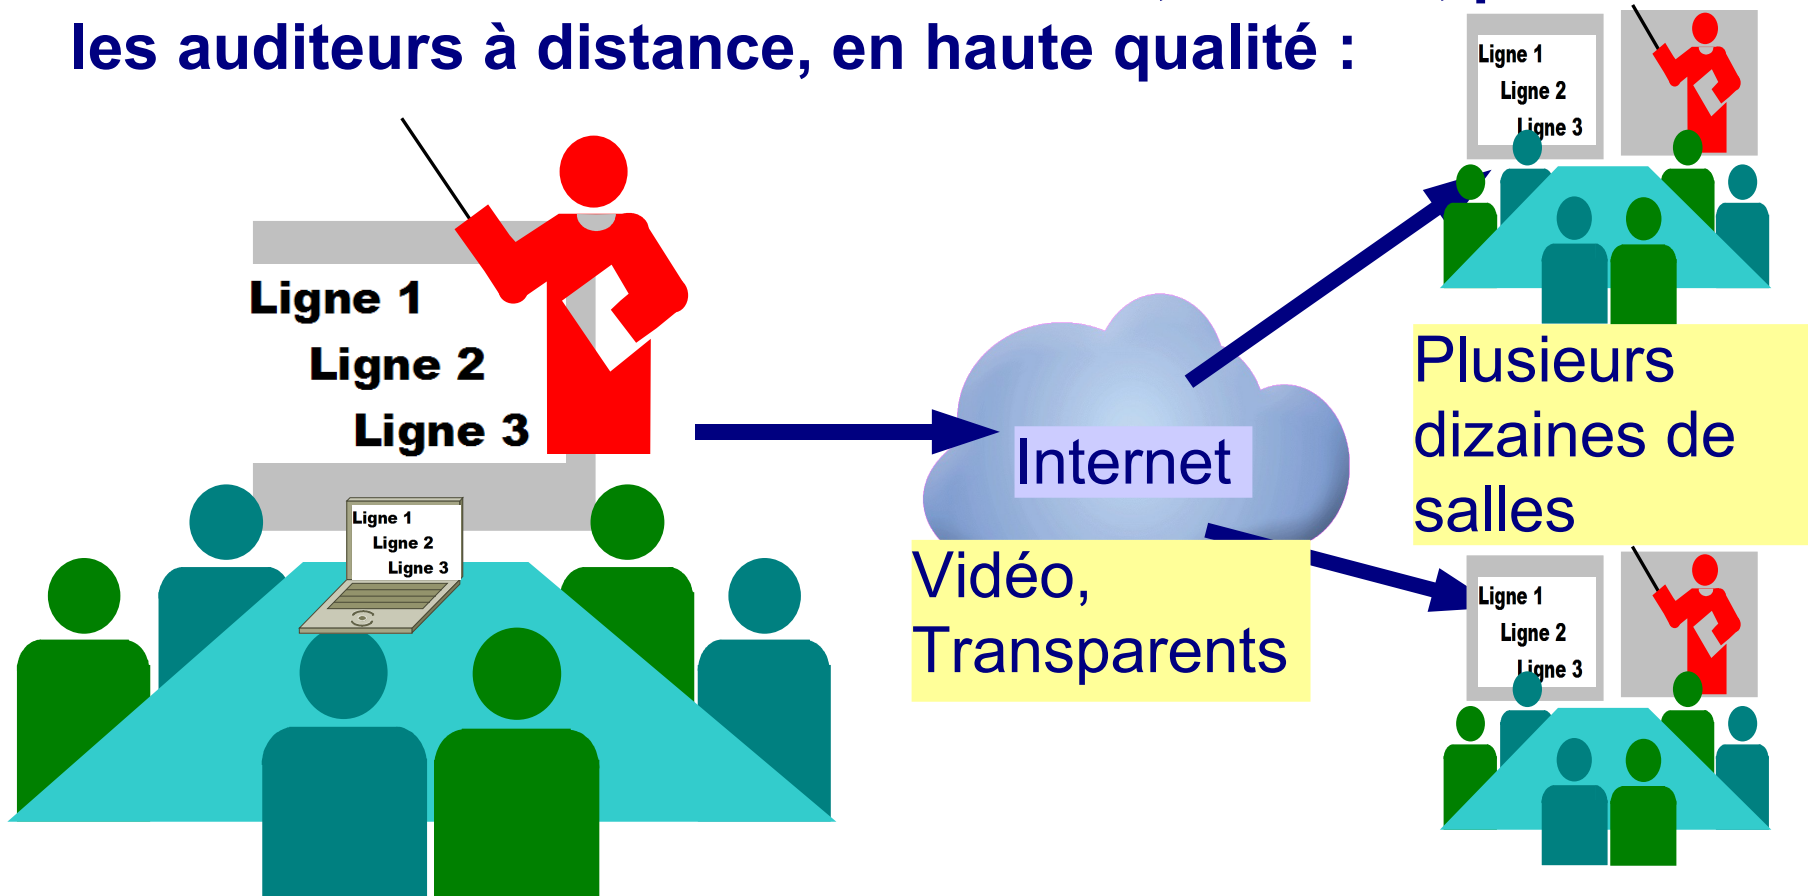 les auditeurs à distance, en haute qualité :
Ligne 1
Ligne 2
Ligne 3
Ligne 1
Ligne 2
Ligne 3
Internet
Vidéo,
Transparents
Ligne 1
Ligne 2
Ligne 3
Plusieurs
dizaines de
salles
Ligne 1
Ligne 2
Ligne 3